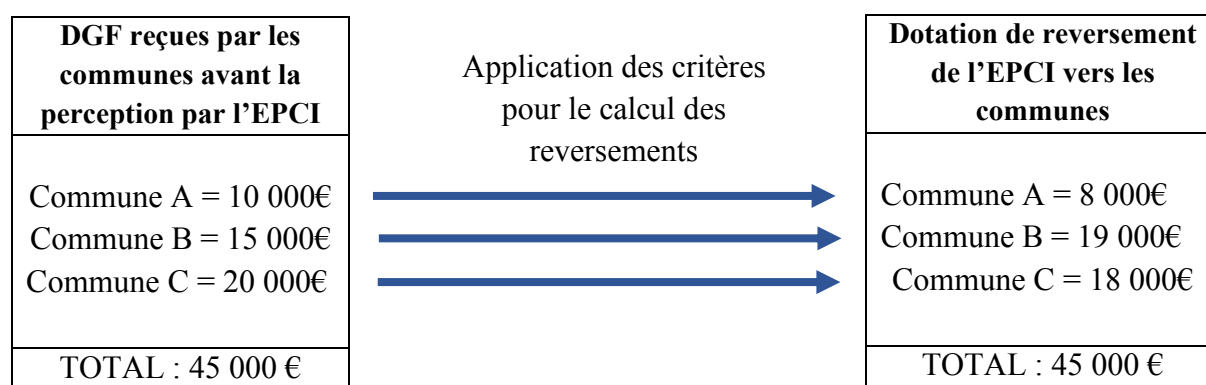 DGF reçues par les
communes avant la
perception par l'EPCI
Commune A = 10 000€
Commune B = 15 000€
Commune C = 20 000€
TOTAL : 45 000 €
Application des critères
pour le calcul des
reversements
Dotation de reversement
de l'EPCI vers les
communes
Commune A = 8 000€
Commune B = 19 000€
Commune C = 18 000€
TOTAL : 45 000 €